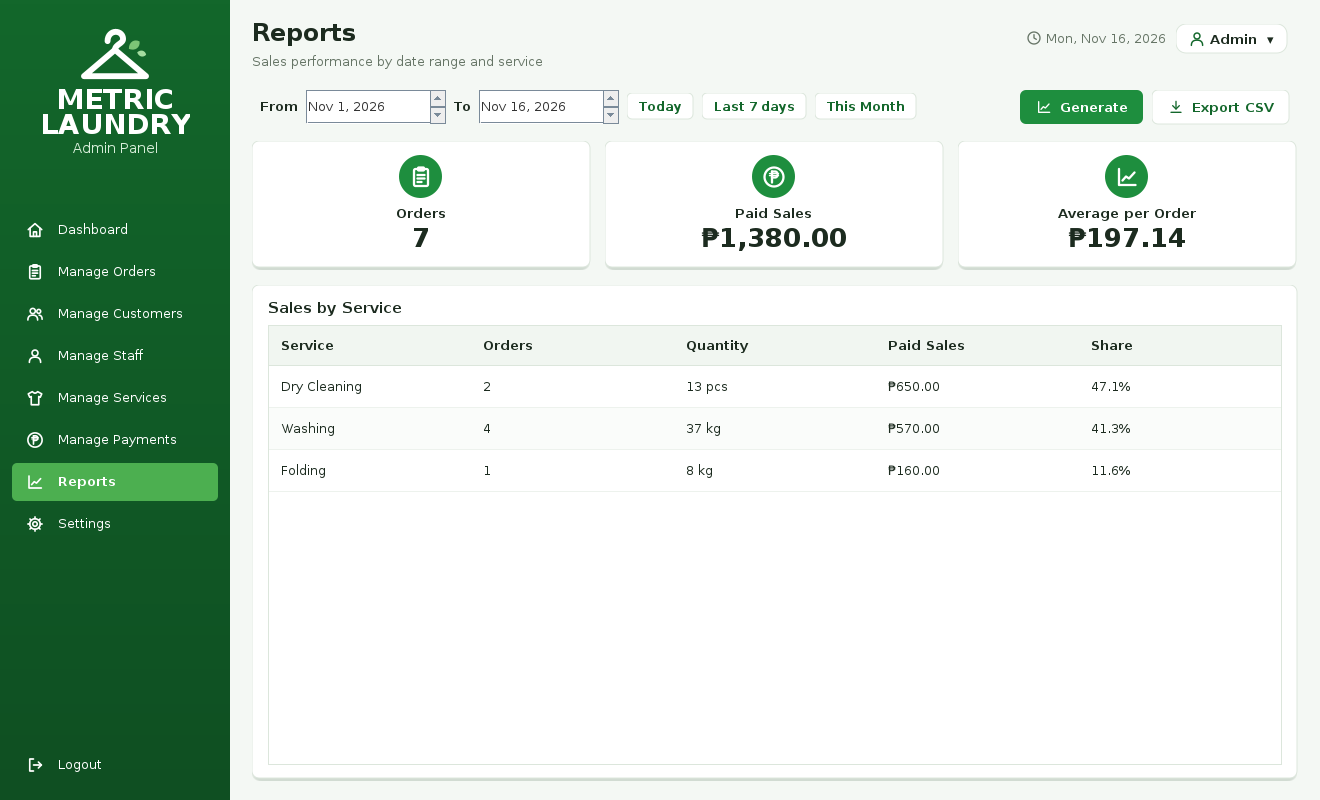 METRIC
LAUNDRY
Admin Panel
Dashboard
Manage Orders
Manage Customers
Manage Staff
Manage Services
Manage Payments
Reports
Settings
Logout
Reports
Sales performance by date range and service
Mon, Nov 16, 2026
Admin ▾
From Nov 1, 2026 To Nov 16, 2026 Today Last 7 days This Month Generate Export CSV
Orders
7
Paid Sales
₱1,380.00
Average per Order
₱197.14
Sales by Service
Service Orders Quantity Paid Sales Share
Dry Cleaning 2 13 pcs ₱650.00 47.1%
Washing 4 37 kg ₱570.00 41.3%
Folding 1 8 kg ₱160.00 11.6%